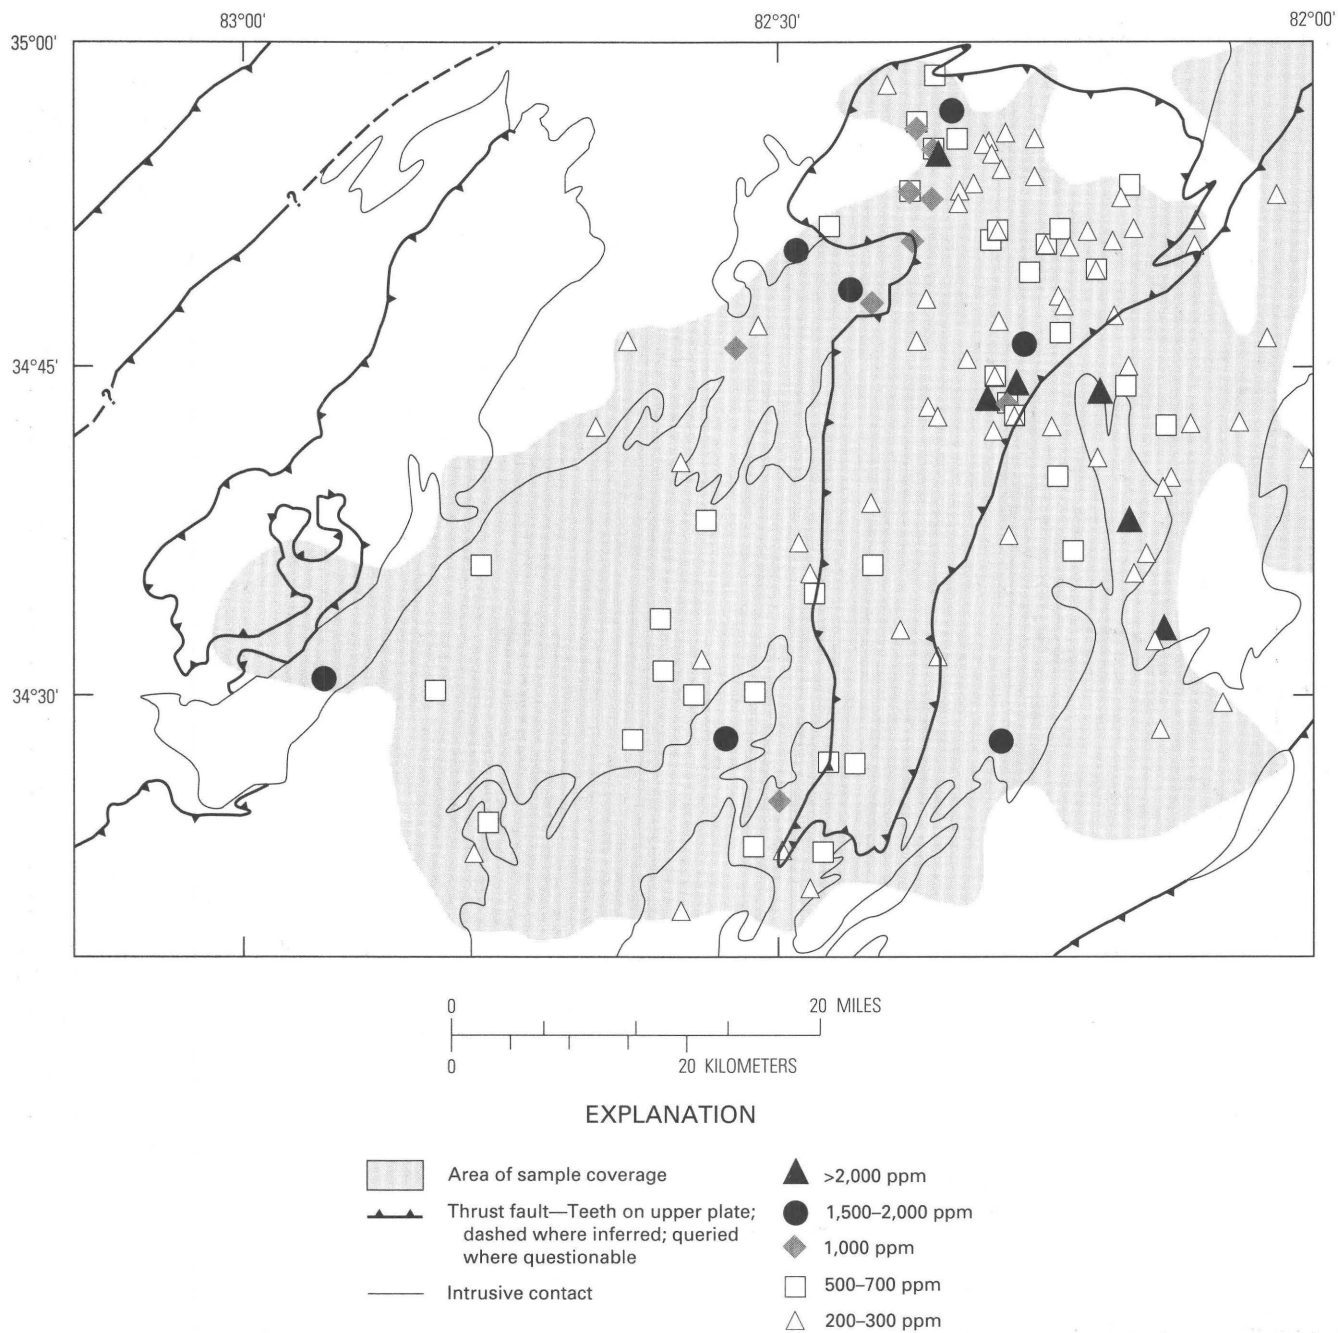 83°00' 82°30' 82°00'
35°00'
?
34°45'
?
34°30'
0 20 MILES
0 20 KILOMETERS
EXPLANATION
Area of sample coverage
Thrust fault—Teeth on upper plate;
dashed where inferred; queried
where questionable
Intrusive contact
>2,000 ppm
1,500–2,000 ppm
1,000 ppm
500–700 ppm
200–300 ppm